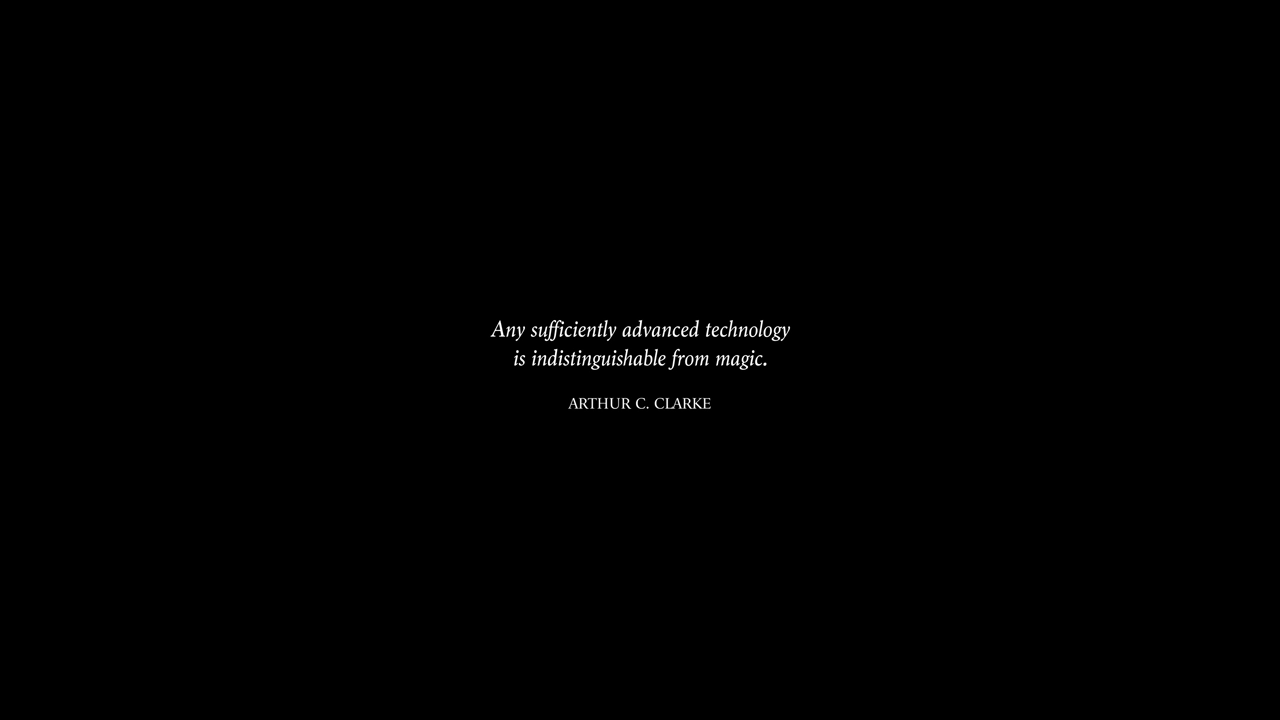 Any sufficiently advanced technology
is indistinguishable from magic.
ARTHUR C. CLARKE